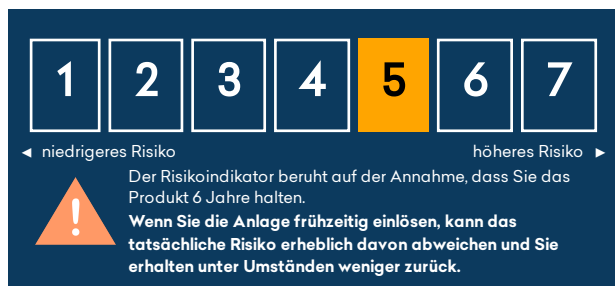 1 2 3 4 5 6 7
◄ niedrigeres Risiko höheres Risiko ►
Der Risikoindikator beruht auf der Annahme, dass Sie das
Produkt 6 Jahre halten.
Wenn Sie die Anlage frühzeitig einlösen, kann das
tatsächliche Risiko erheblich davon abweichen und Sie
erhalten unter Umständen weniger zurück.